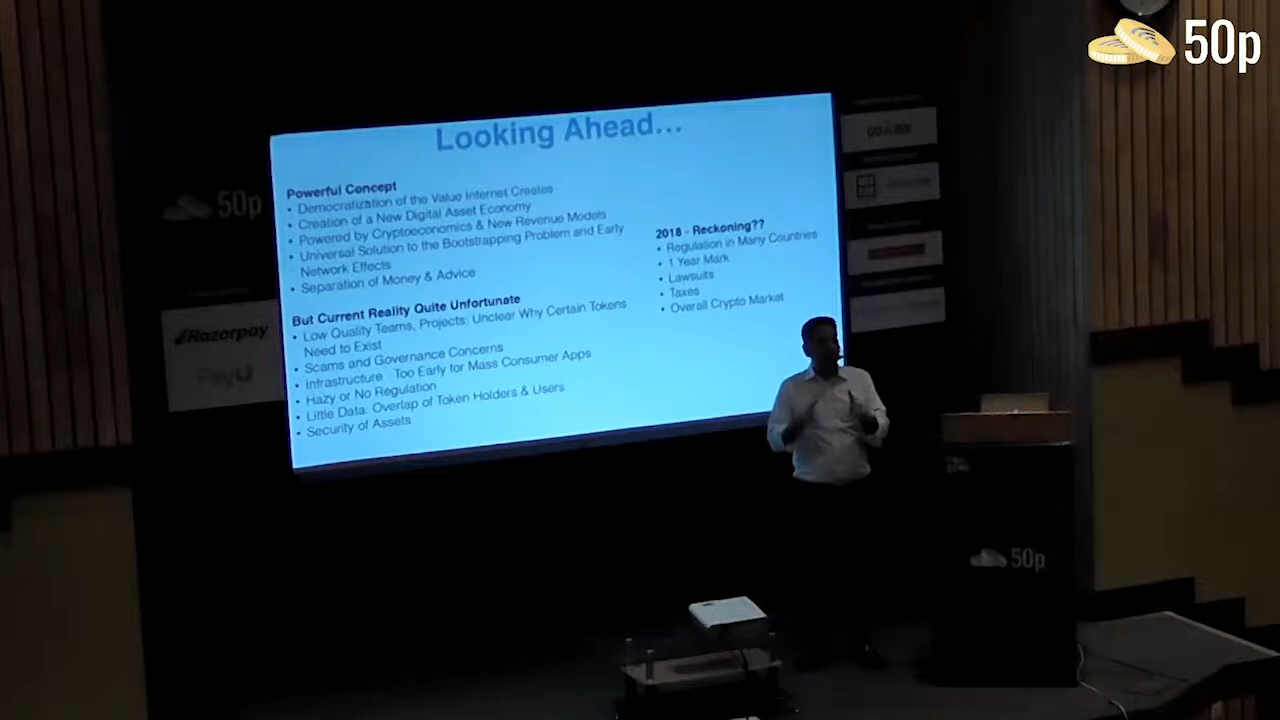 50p
Looking Ahead...
Powerful Concept
• Democratization of the Value Internet Creates
• Creation of a New Digital Asset Economy
• Powered by Cryptoeconomics & New Revenue Models
• Universal Solution to the Bootstrapping Problem and Early
Network Effects
• Separation of Money & Advice
But Current Reality Quite Unfortunate
• Low Quality Teams, Projects: Unclear Why Certain Tokens
Need to Exist
• Scams and Governance Concerns
• Infrastructure Too Early for Mass Consumer Apps
• Hazy or No Regulation
• Little Data: Overlap of Token Holders & Users
• Security of Assets
2018 - Reckoning??
• Regulation in Many Countries
• 1 Year Mark
• Lawsuits
• Taxes
• Overall Crypto Market
50p
Razorpay
PayU
50p